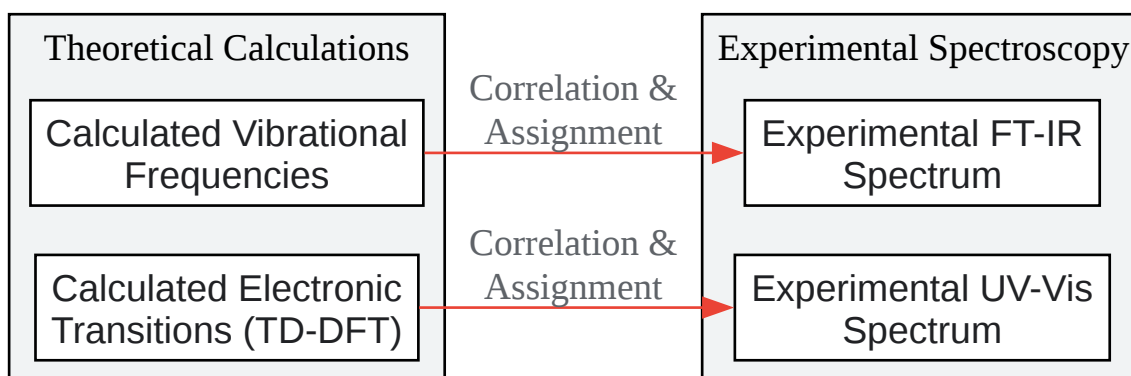 Theoretical Calculations
Calculated Vibrational
Frequencies
Calculated Electronic
Transitions (TD-DFT)
Correlation &
Assignment
Correlation &
Assignment
Experimental Spectroscopy
Experimental FT-IR
Spectrum
Experimental UV-Vis
Spectrum